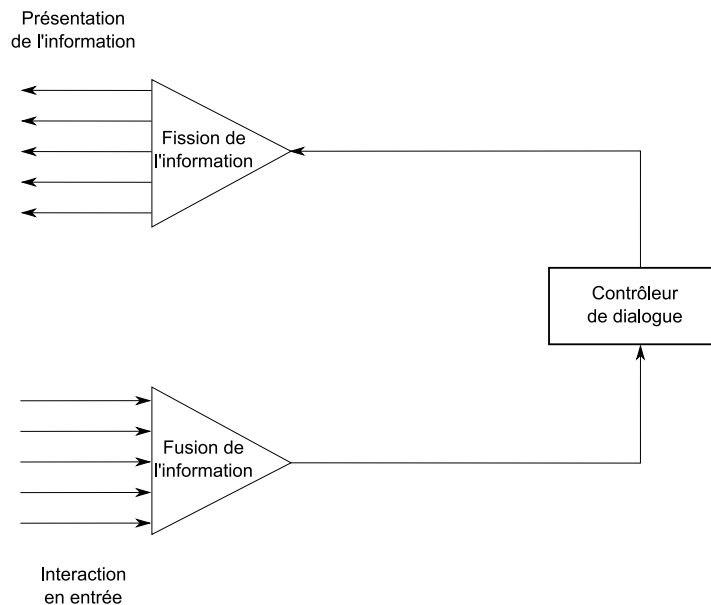 Présentation
de l'information
Fission de
l'information
Contrôleur
de dialogue
Fusion de
l'information
Interaction
en entrée